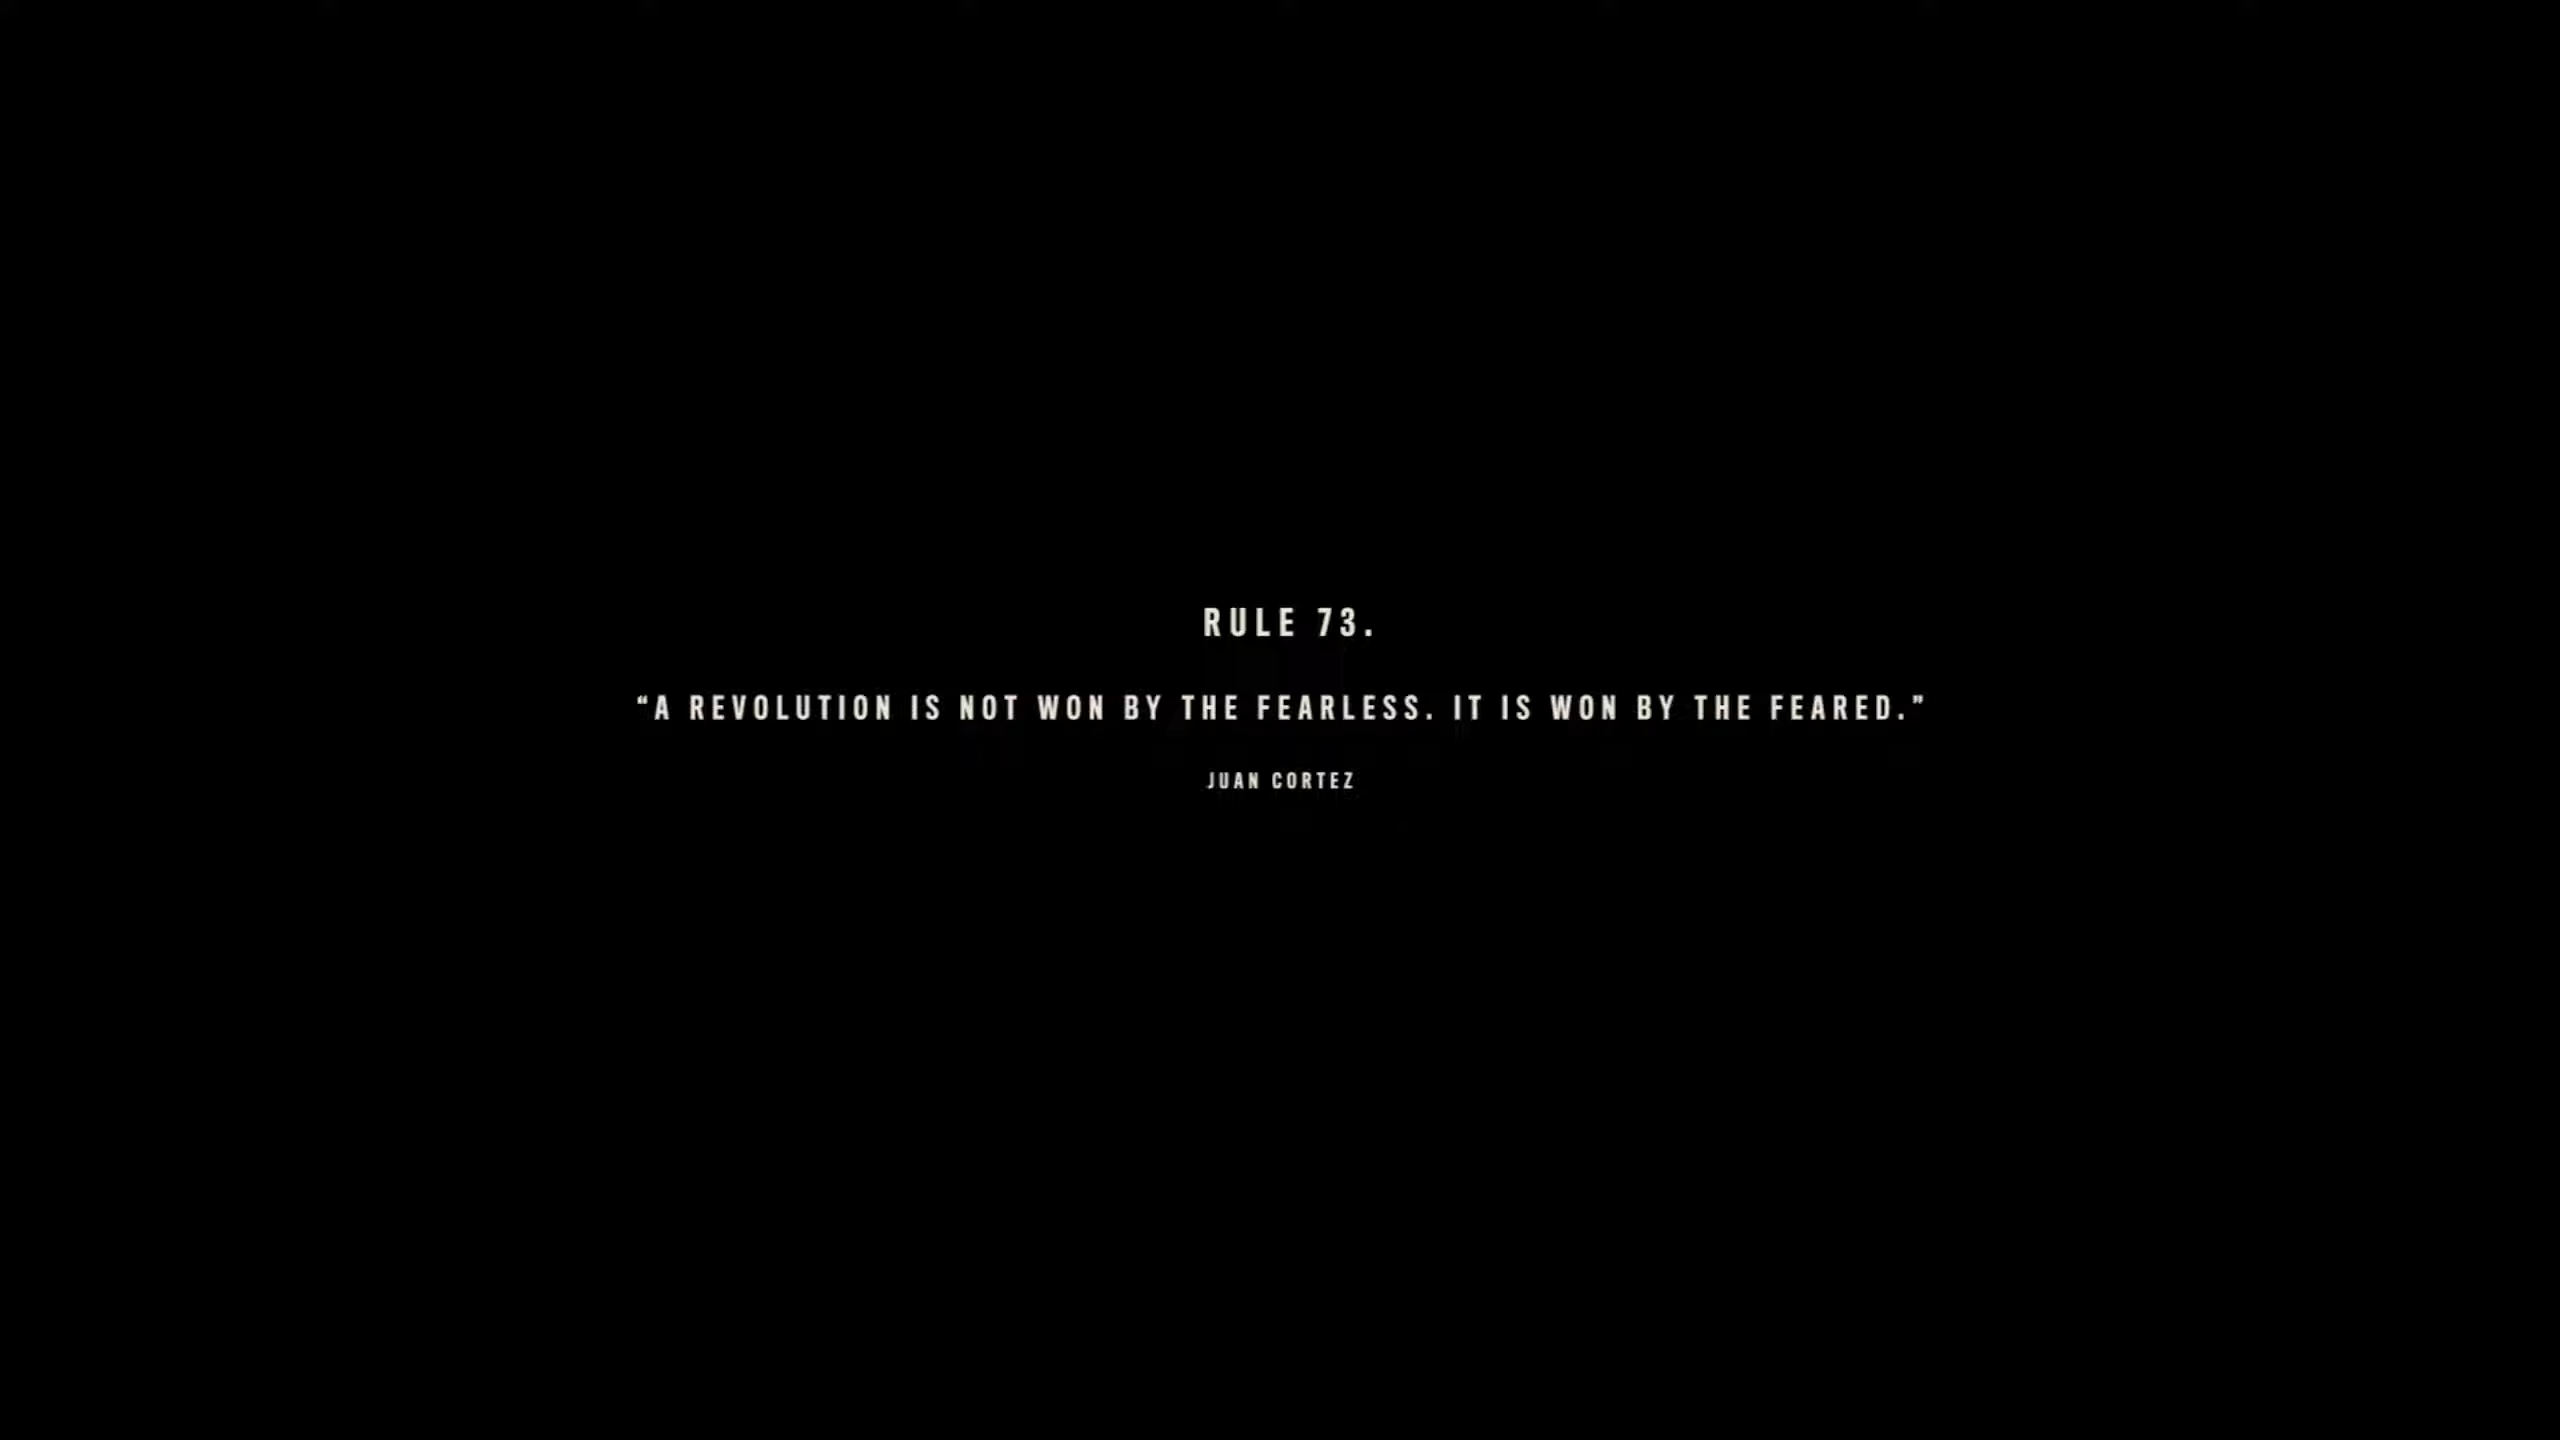 RULE 73.
“A REVOLUTION IS NOT WON BY THE FEARLESS. IT IS WON BY THE FEARED.”
JUAN CORTEZ